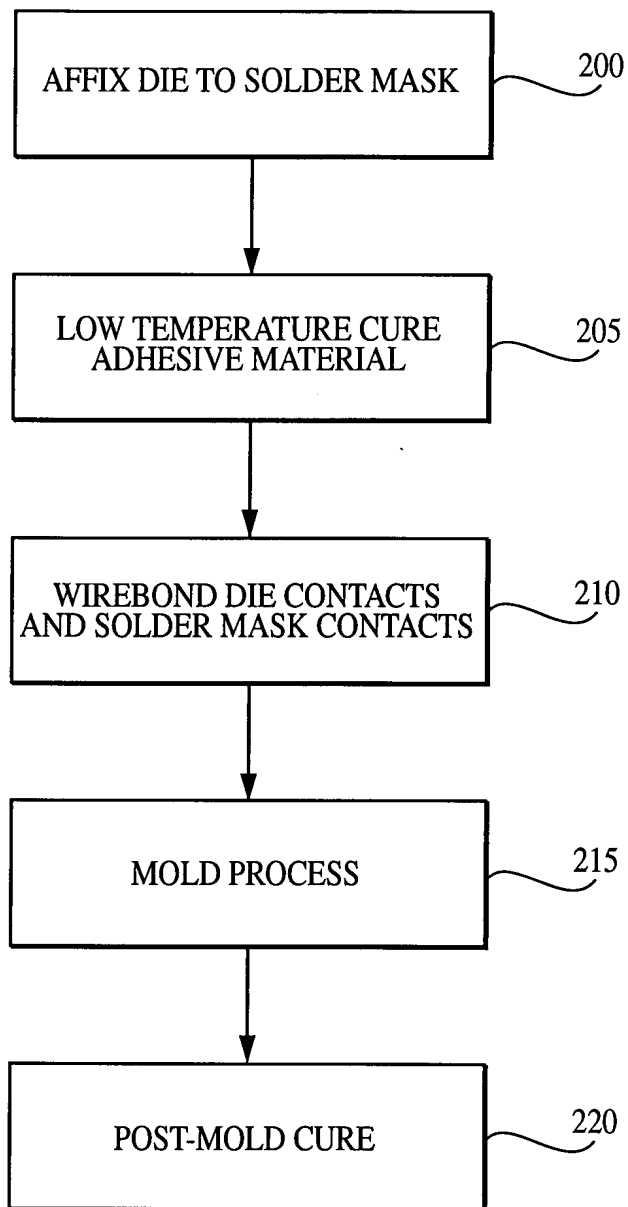 AFFIX DIE TO SOLDER MASK
200
LOW TEMPERATURE CURE
ADHESIVE MATERIAL
205
WIREBOND DIE CONTACTS
AND SOLDER MASK CONTACTS
210
MOLD PROCESS
215
POST-MOLD CURE
220